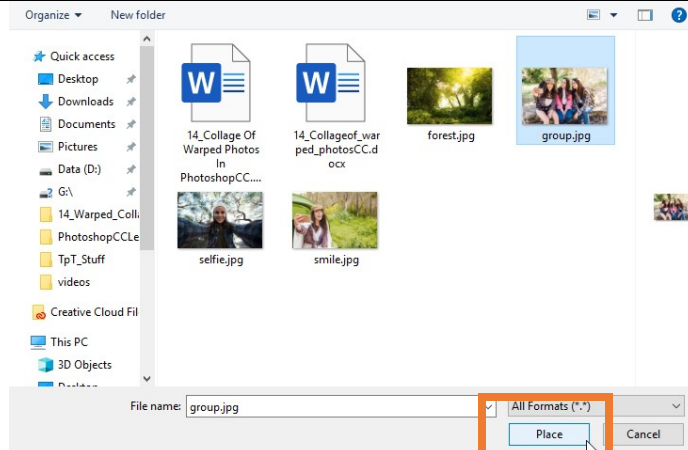 Organize
New folder
Quick access
Desktop
Downloads
Documents
Pictures
Data (D:)
G:\
14_Warped_Colla
PhotoshopCCLe
TpT_Stuff
videos
Creative Cloud Fil
This PC
3D Objects
Desktop
14_Collage Of
Warped Photos
In
PhotoshopCC....
14_Collageof_war
ped_photosCC.d
ocx
forest.jpg
group.jpg
selfie.jpg
smile.jpg
File name: group.jpg
All Formats (*.*)
Place
Cancel